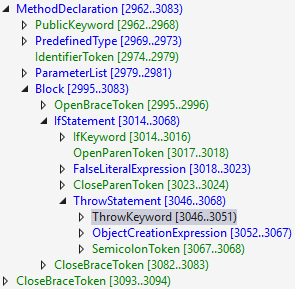 MethodDeclaration [2962..3083)
PublicKeyword [2962..2968)
PredefinedType [2969..2973)
IdentifierToken [2974..2979)
ParameterList [2979..2981)
Block [2995..3083)
OpenBraceToken [2995..2996)
IfStatement [3014..3068)
IfKeyword [3014..3016)
OpenParenToken [3017..3018)
FalseLiteralExpression [3018..3023)
CloseParenToken [3023..3024)
ThrowStatement [3046..3068)
ThrowKeyword [3046..3051)
ObjectCreationExpression [3052..3067)
SemicolonToken [3067..3068)
CloseBraceToken [3082..3083)
CloseBraceToken [3093..3094)